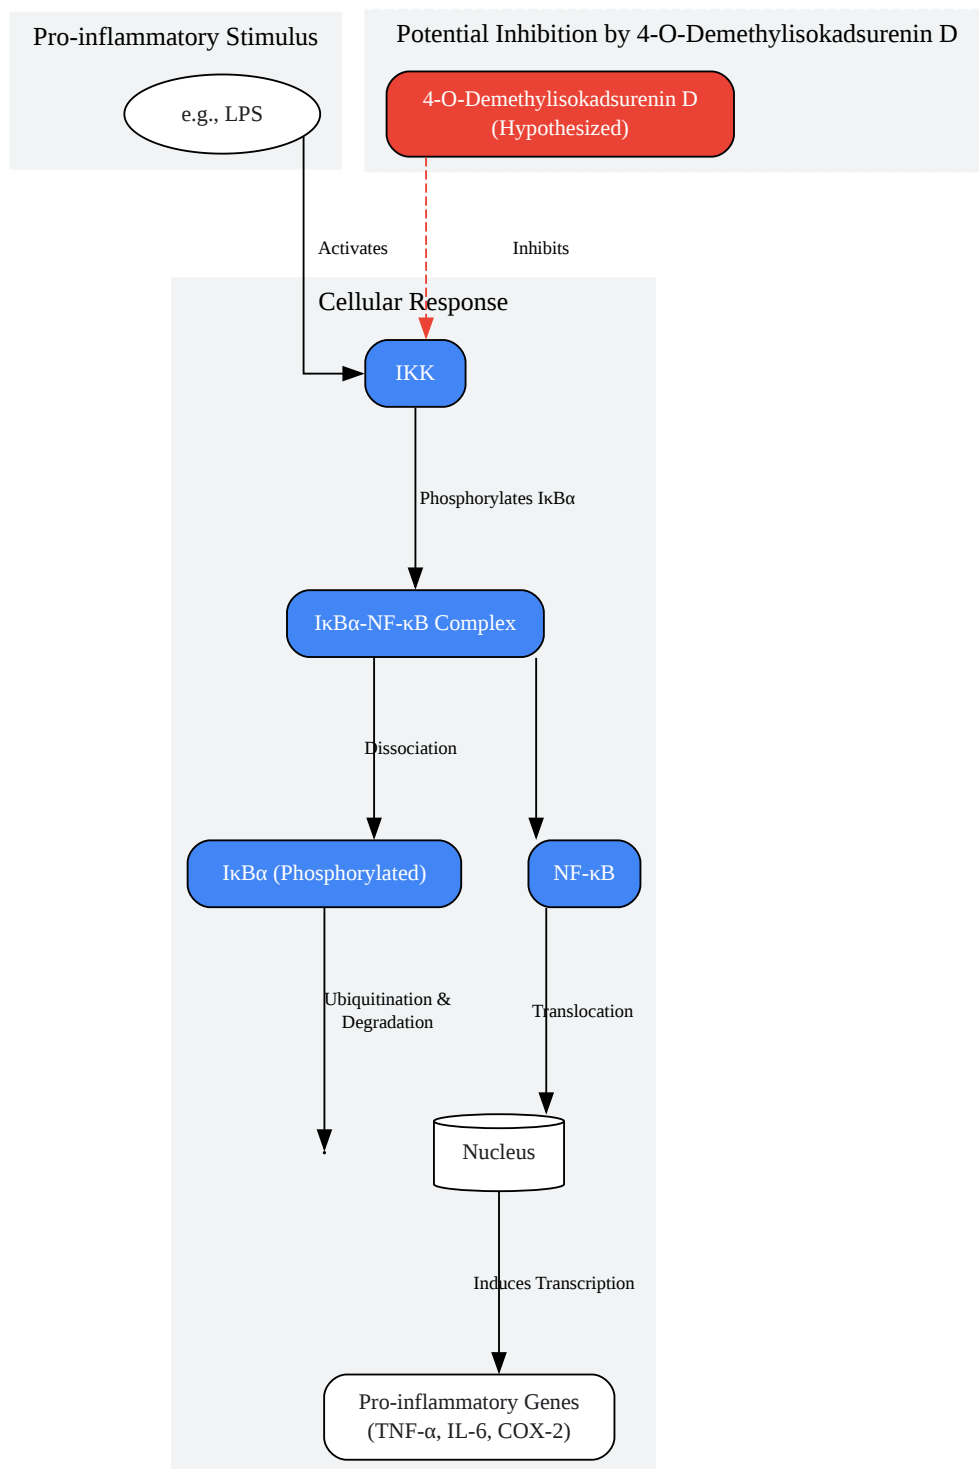 Pro-inflammatory Stimulus
Potential Inhibition by 4-O-Demethylisokadsurenin D
e.g., LPS
4-O-Demethylisokadsurenin D
(Hypothesized)
Activates
Inhibits
Cellular Response
IKK
Phosphorylates IκBα
IκBα-NF-κB Complex
Dissociation
IκBα (Phosphorylated)
NF-κB
Ubiquitination &
Degradation
Translocation
Nucleus
Induces Transcription
Pro-inflammatory Genes
(TNF-α, IL-6, COX-2)